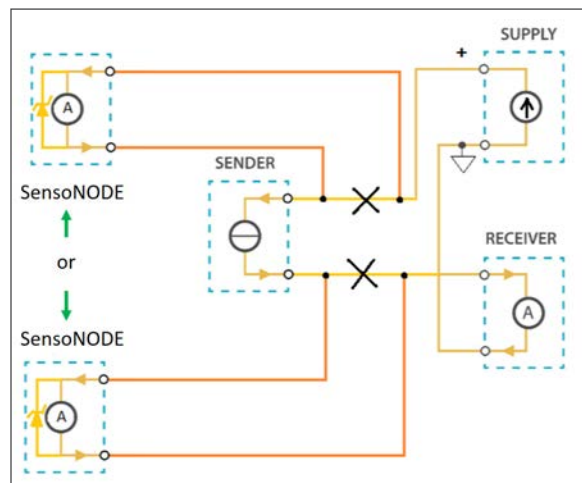 SUPPLY
+
A
SENDER
SensoNODE
or
SensoNODE
RECEIVER
A
A